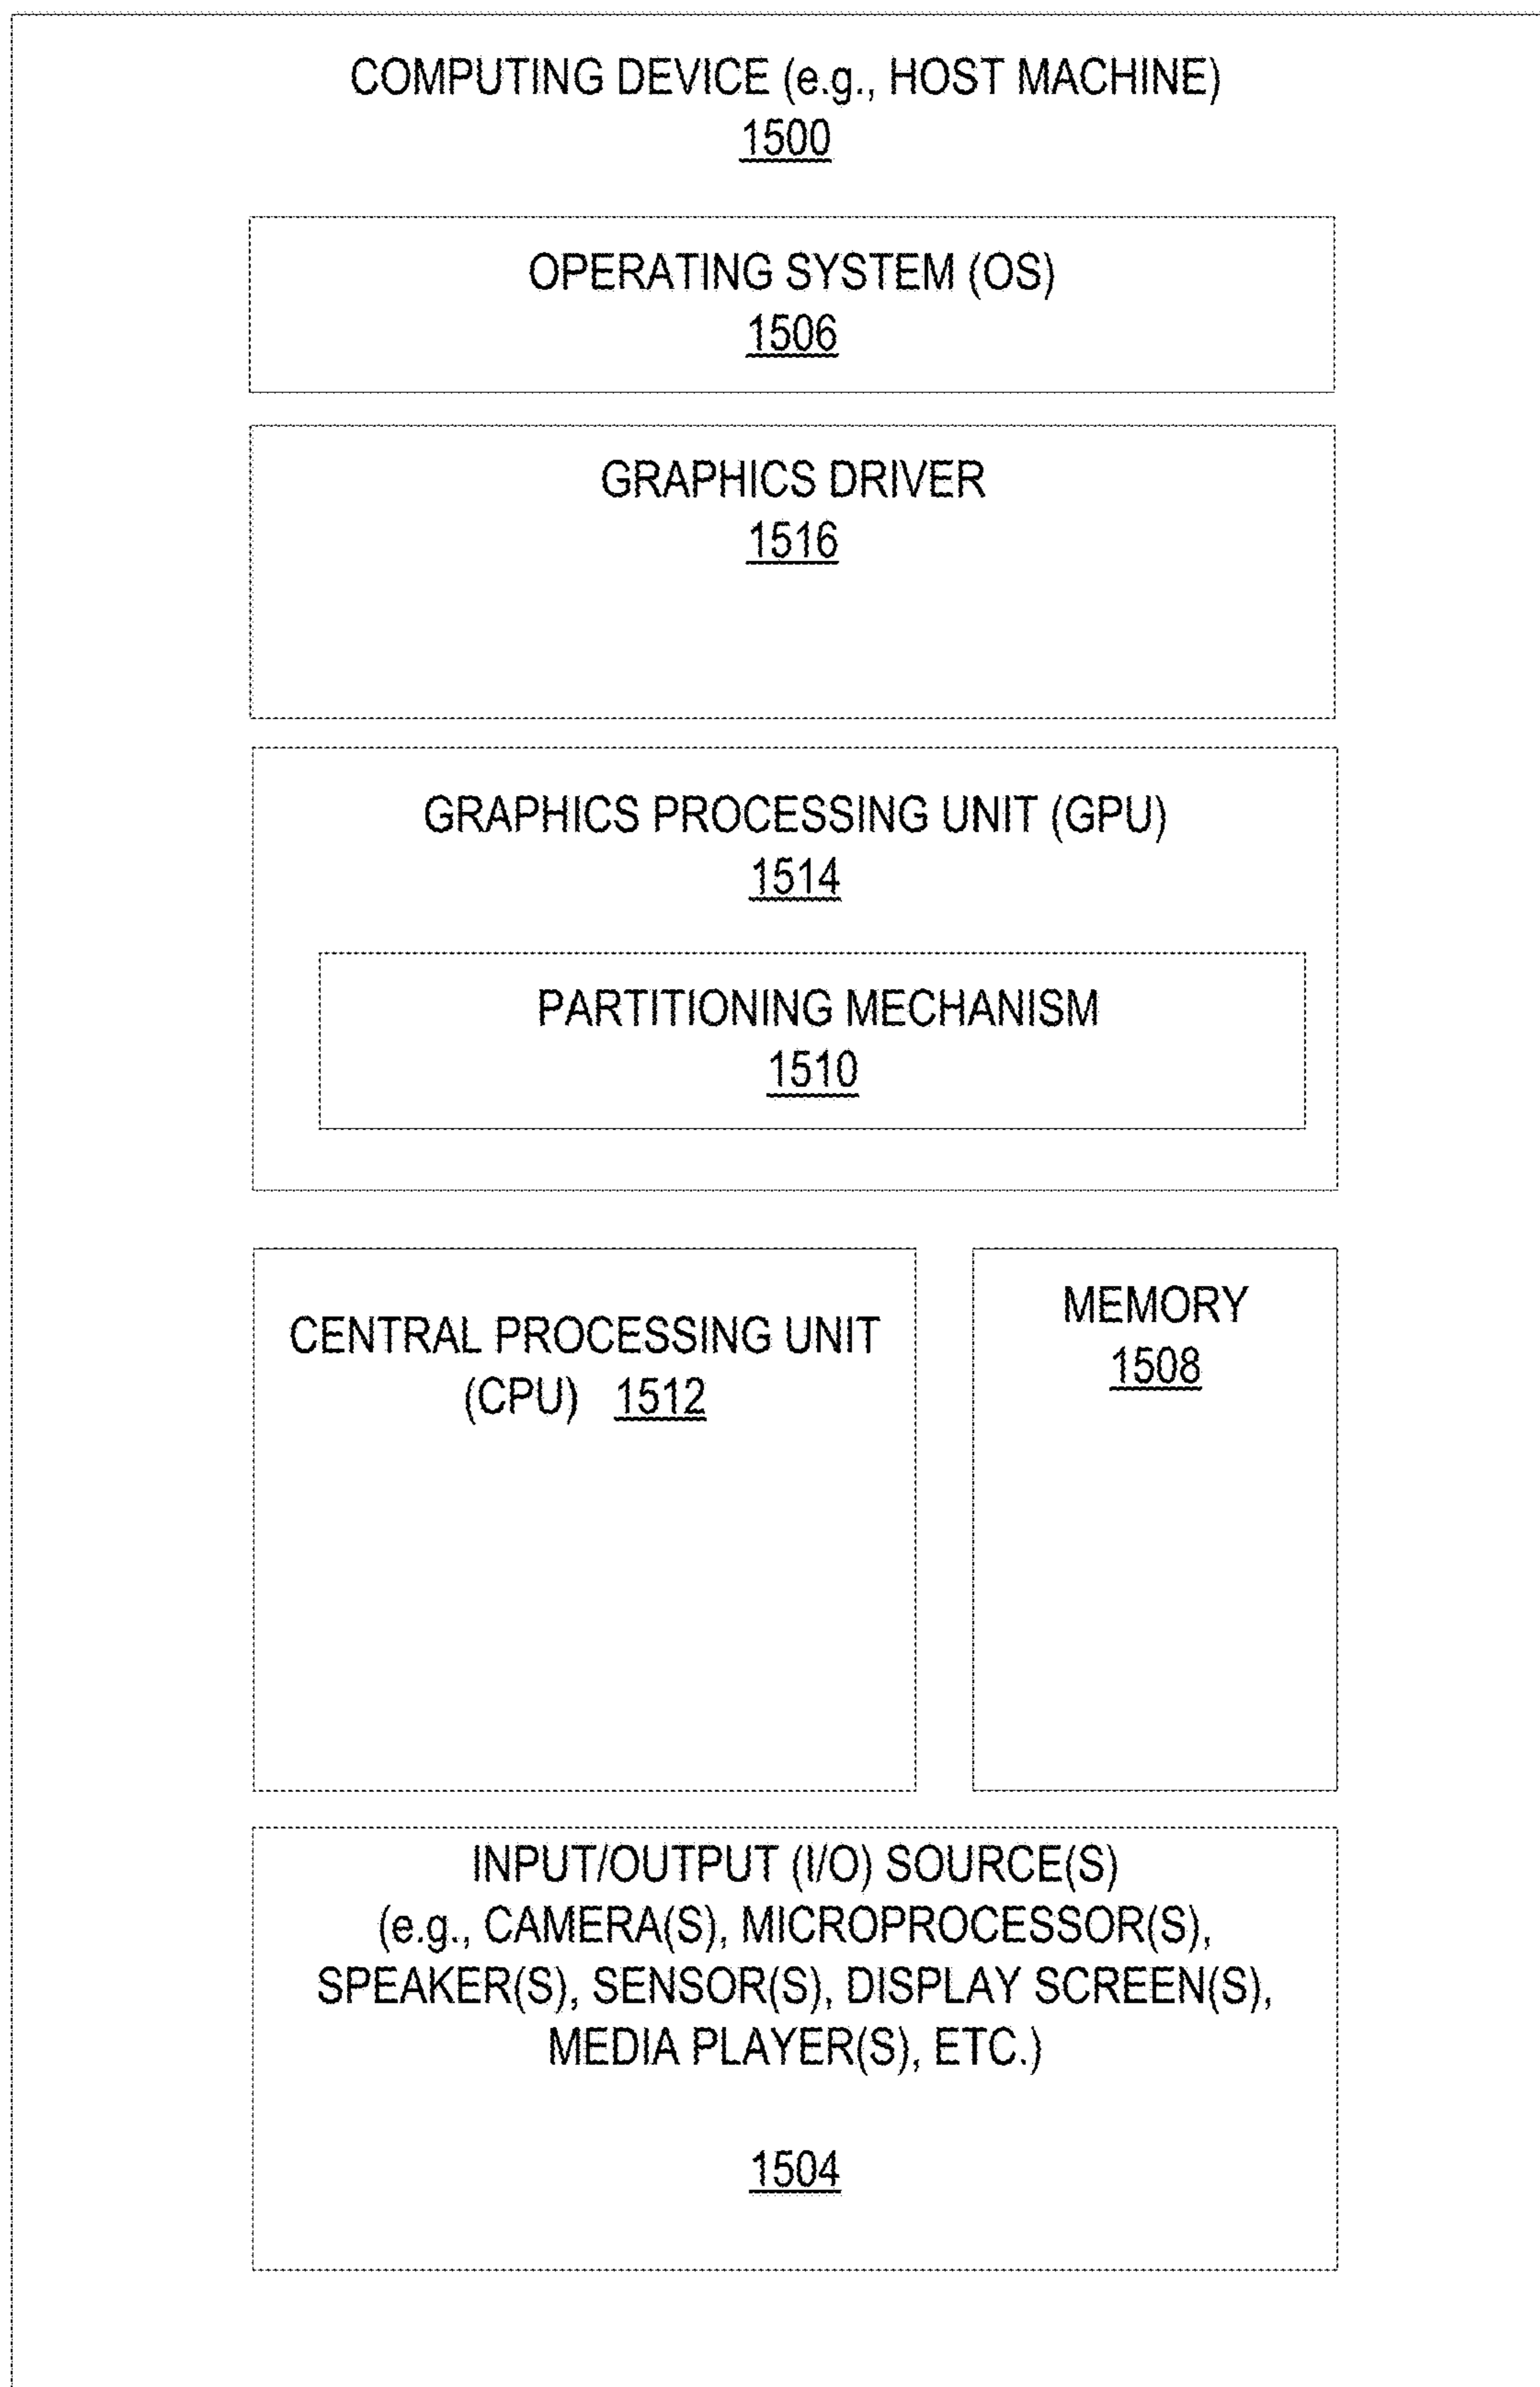 COMPUTING DEVICE (e.g., HOST MACHINE)
1500
OPERATING SYSTEM (OS)
1506
GRAPHICS DRIVER
1516
GRAPHICS PROCESSING UNIT (GPU)
1514
PARTITIONING MECHANISM
1510
CENTRAL PROCESSING UNIT
(CPU) 1512
MEMORY
1508
INPUT/OUTPUT (I/O) SOURCE(S)
(e.g., CAMERA(S), MICROPROCESSOR(S),
SPEAKER(S), SENSOR(S), DISPLAY SCREEN(S),
MEDIA PLAYER(S), ETC.)
1504